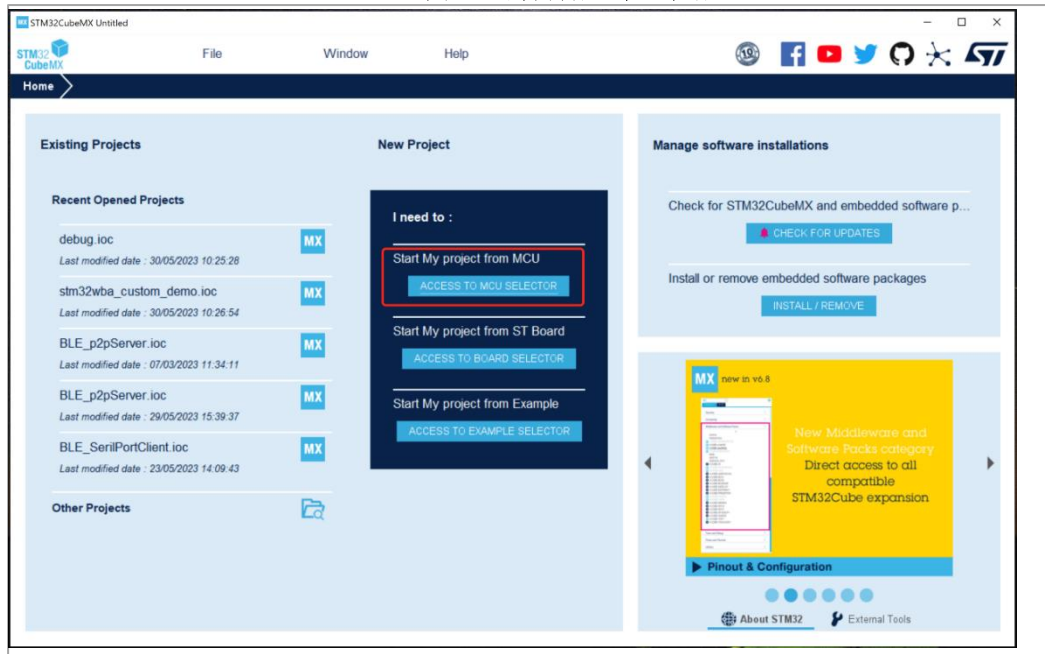 STM32CubeMX Untitled
STM32
CubeMX
File
Window
Help
Home
Existing Projects
Recent Opened Projects
debug.ioc
Last modified date : 30/05/2023 10:25:28
MX
stm32wba_custom_demo.ioc
Last modified date : 30/05/2023 10:26:54
MX
BLE_p2pServer.ioc
Last modified date : 07/03/2023 11:34:11
MX
BLE_p2pServer.ioc
Last modified date : 29/05/2023 15:39:37
MX
BLE_SerilPortClient.ioc
Last modified date : 23/05/2023 14:09:43
MX
Other Projects
New Project
I need to :
Start My project from MCU
ACCESS TO MCU SELECTOR
Start My project from ST Board
ACCESS TO BOARD SELECTOR
Start My project from Example
ACCESS TO EXAMPLE SELECTOR
Manage software installations
Check for STM32CubeMX and embedded software p...
CHECK FOR UPDATES
Install or remove embedded software packages
INSTALL / REMOVE
MX new in v6.8
New Middleware and
Software Packs category
Direct access to all
compatible
STM32Cube expansion
Pinout & Configuration
About STM32
External Tools